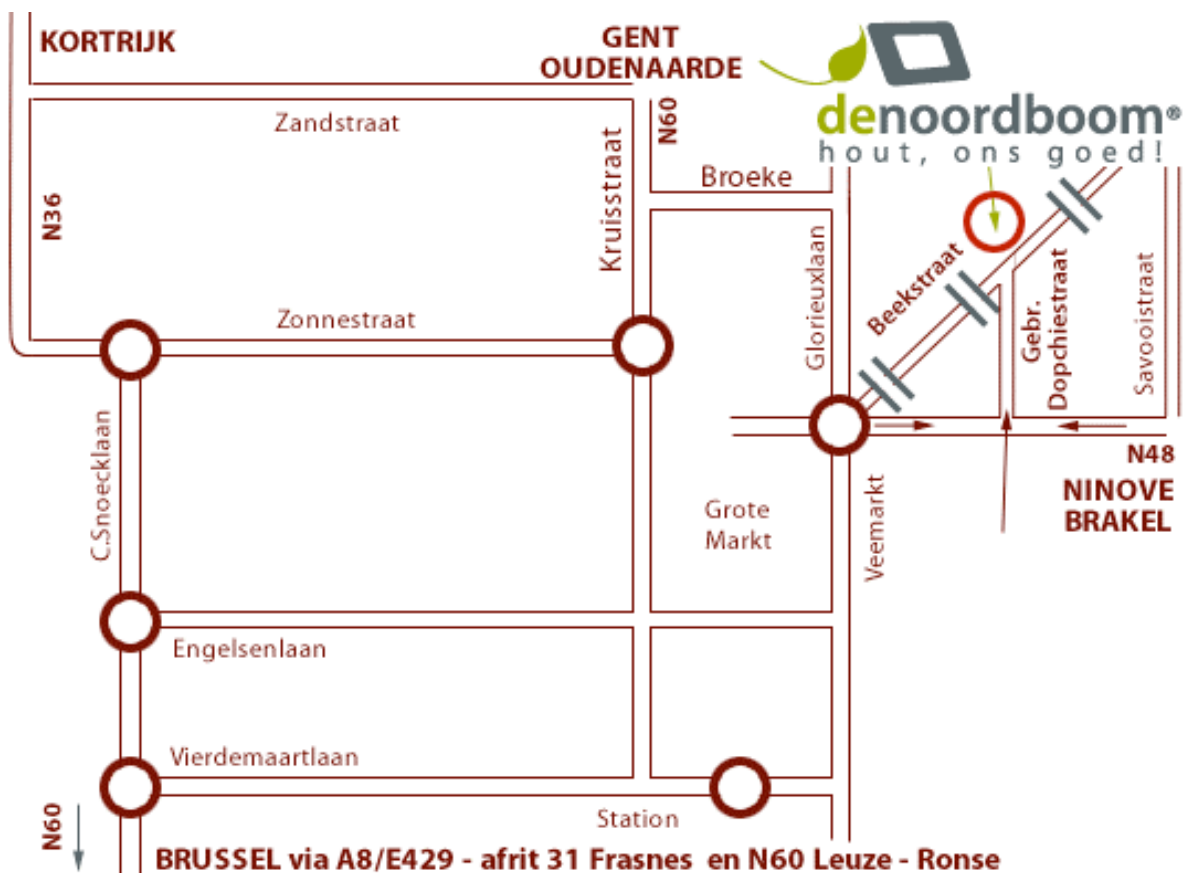 KORTRIJK
GENT
OUDENAARDE
denoordboom®
hout, ons goed!
Zandstraat
N60
Kruisstraat
Broeke
N36
Glorieuxlaan
Beekstraat
Gebr.
Dopchiestraat
Savooistraat
Zonnestraat
C.Snoecklaan
Grote
Markt
Veemarkt
N48
NINOVE
BRAKEL
Engelsenlaan
Vierdemaartlaan
Station
N60
BRUSSEL via A8/E429 - afrit 31 Frasnes en N60 Leuze - Ronse